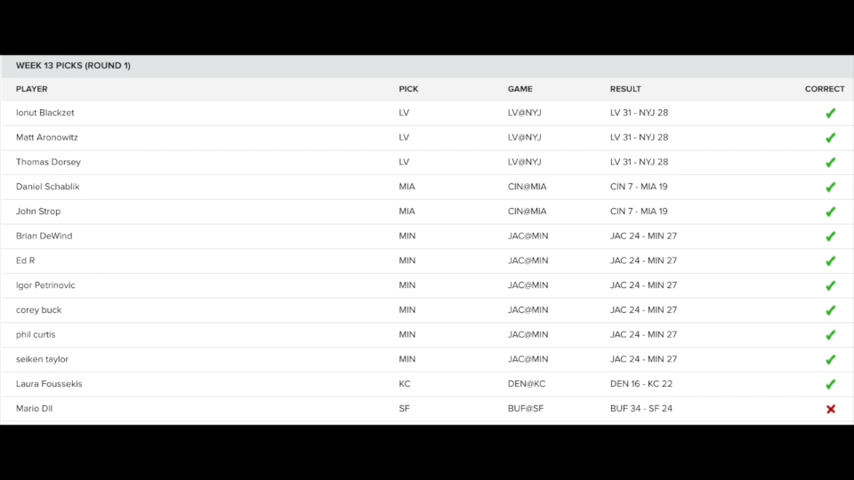 WEEK 13 PICKS (ROUND 1)
PLAYER PICK GAME RESULT CORRECT
Ionut Blackzet LV LV@NYJ LV 31 - NYJ 28
Matt Aronowitz LV LV@NYJ LV 31 - NYJ 28
Thomas Dorsey LV LV@NYJ LV 31 - NYJ 28
Daniel Schablik MIA CIN@MIA CIN 7 - MIA 19
John Strop MIA CIN@MIA CIN 7 - MIA 19
Brian DeWind MIN JAC@MIN JAC 24 - MIN 27
Ed R MIN JAC@MIN JAC 24 - MIN 27
Igor Petrinovic MIN JAC@MIN JAC 24 - MIN 27
corey buck MIN JAC@MIN JAC 24 - MIN 27
phil curtis MIN JAC@MIN JAC 24 - MIN 27
seiken taylor MIN JAC@MIN JAC 24 - MIN 27
Laura Foussekis KC DEN@KC DEN 16 - KC 22
Mario Dll SF BUF@SF BUF 34 - SF 24